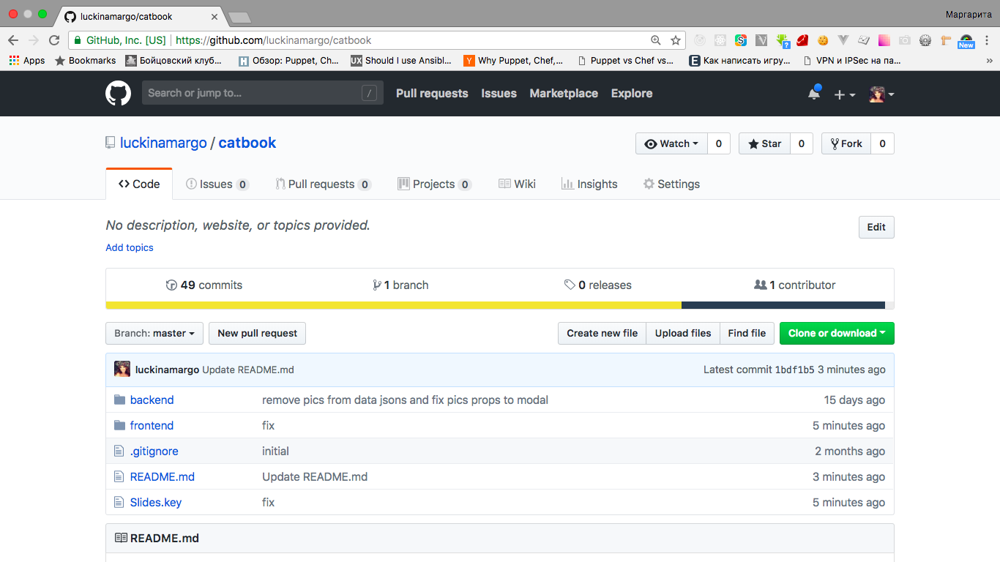 luckinamargo/catbook
Маргарита
GitHub, Inc. [US] https://github.com/luckinamargo/catbook
New
Apps Bookmarks Бойцовский клуб... Обзор: Puppet, Ch... UX Should I use Ansibl... Y Why Puppet, Chef,... Puppet vs Chef vs... E Как написать игру... VPN и IPSec на па... »
Search or jump to... / Pull requests Issues Marketplace Explore
luckinamargo / catbook Watch 0 Star 0 Fork 0
Code Issues 0 Pull requests 0 Projects 0 Wiki Insights Settings
No description, website, or topics provided. Edit
Add topics
49 commits 1 branch 0 releases 1 contributor
Branch: master New pull request Create new file Upload files Find file Clone or download
luckinamargo Update README.md Latest commit 1bdf1b5 3 minutes ago
backend remove pics from data jsons and fix pics props to modal 15 days ago
frontend fix 5 minutes ago
.gitignore initial 2 months ago
README.md Update README.md 3 minutes ago
Slides.key fix 5 minutes ago
README.md